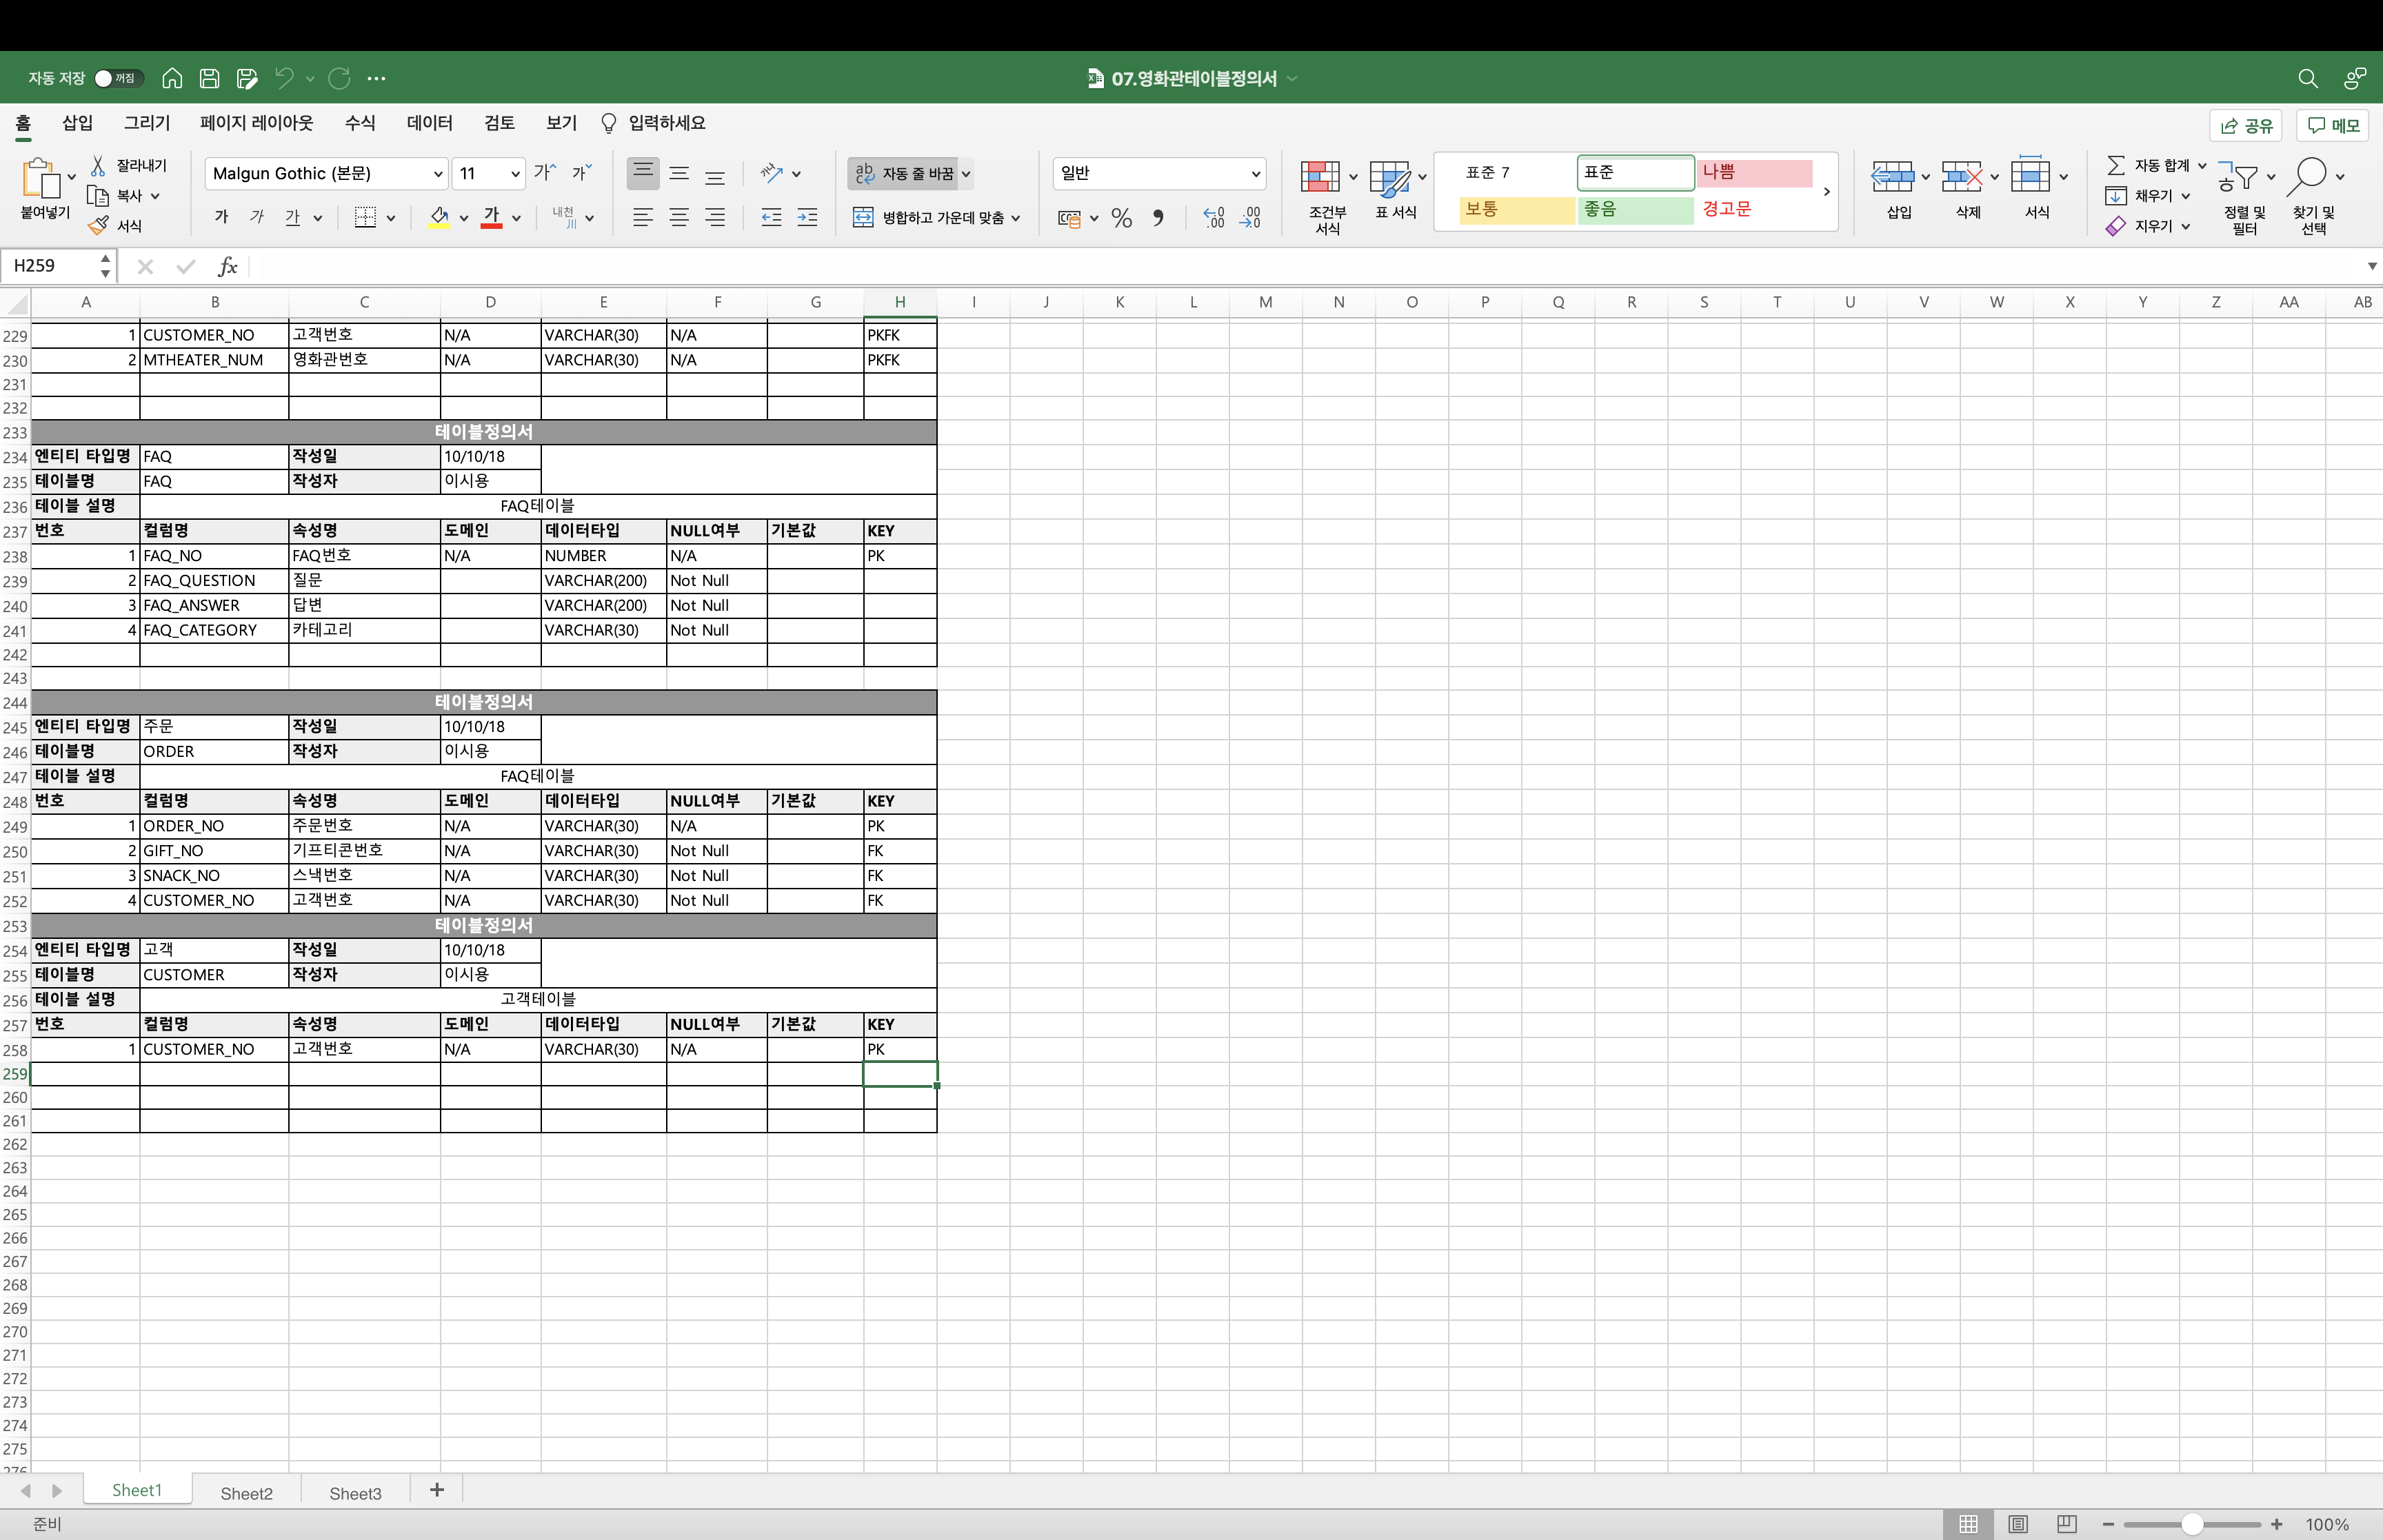 자동 저장 꺼짐 07.영화관테이블정의서
홈 삽입 그리기 페이지 레이아웃 수식 데이터 검토 보기 입력하세요 공유 메모
붙여넣기 잘라내기 복사 서식
Malgun Gothic (본문) 11 가 가
가 가 가 가 내천
자동 줄 바꿈
병합하고 가운데 맞춤
일반
조건부 서식 표 서식
표준 7 표준 나쁨
보통 좋음 경고문
삽입 삭제 서식
자동 합계 채우기 지우기
정렬 및 필터 찾기 및 선택
H259 fx
A B C D E F G H I J K L M N O P Q R S T U V W X Y Z AA AB
229 1 CUSTOMER_NO 고객번호 N/A VARCHAR(30) N/A PKFK
230 2 MTHEATER_NUM 영화관번호 N/A VARCHAR(30) N/A PKFK
231
232
233 테이블정의서
234 엔티티 타입명 FAQ 작성일 10/10/18
235 테이블명 FAQ 작성자 이시용
236 테이블 설명 FAQ테이블
237 번호 컬럼명 속성명 도메인 데이터타입 NULL여부 기본값 KEY
238 1 FAQ_NO FAQ번호 N/A NUMBER N/A PK
239 2 FAQ_QUESTION 질문 VARCHAR(200) Not Null
240 3 FAQ_ANSWER 답변 VARCHAR(200) Not Null
241 4 FAQ_CATEGORY 카테고리 VARCHAR(30) Not Null
242
243
244 테이블정의서
245 엔티티 타입명 주문 작성일 10/10/18
246 테이블명 ORDER 작성자 이시용
247 테이블 설명 FAQ테이블
248 번호 컬럼명 속성명 도메인 데이터타입 NULL여부 기본값 KEY
249 1 ORDER_NO 주문번호 N/A VARCHAR(30) N/A PK
250 2 GIFT_NO 기프티콘번호 N/A VARCHAR(30) Not Null FK
251 3 SNACK_NO 스낵번호 N/A VARCHAR(30) Not Null FK
252 4 CUSTOMER_NO 고객번호 N/A VARCHAR(30) Not Null FK
253 테이블정의서
254 엔티티 타입명 고객 작성일 10/10/18
255 테이블명 CUSTOMER 작성자 이시용
256 테이블 설명 고객테이블
257 번호 컬럼명 속성명 도메인 데이터타입 NULL여부 기본값 KEY
258 1 CUSTOMER_NO 고객번호 N/A VARCHAR(30) N/A PK
259
260
261
262
263
264
265
266
267
268
269
270
271
272
273
274
275
276
Sheet1 Sheet2 Sheet3 +
준비 100%